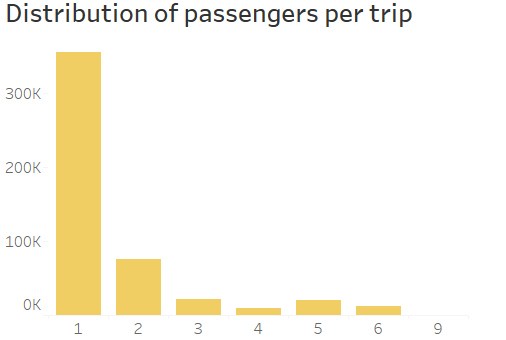 Distribution of passengers per trip
300K
200K
100K
0K
1 2 3 4 5 6 9